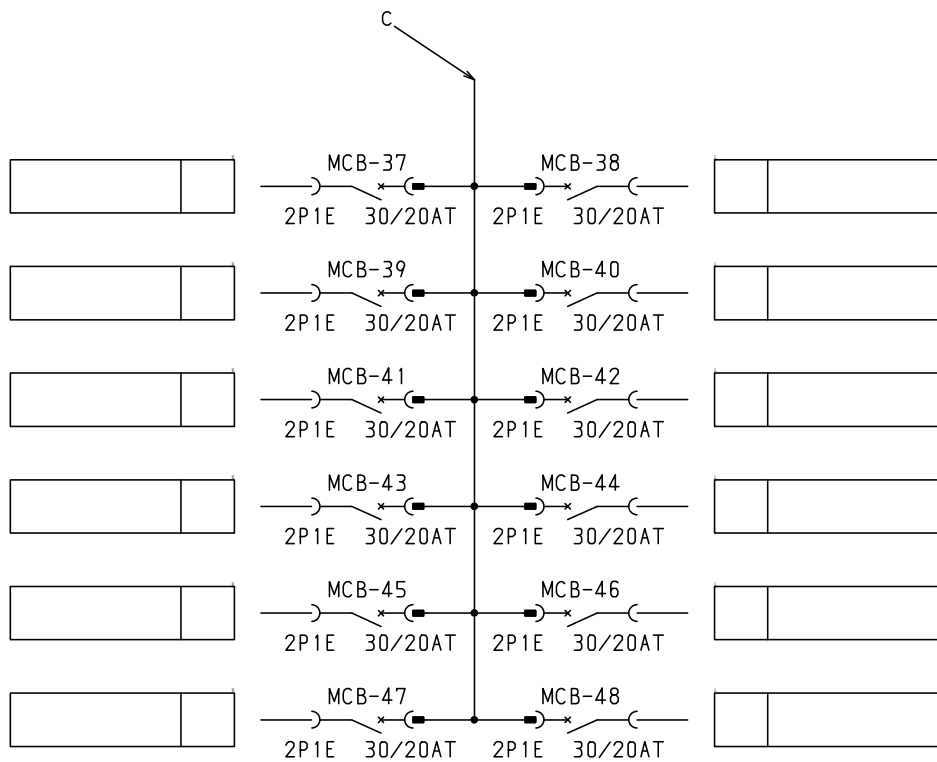 C
MCB-37 MCB-38
2P1E 30/20AT 2P1E 30/20AT
MCB-39 MCB-40
2P1E 30/20AT 2P1E 30/20AT
MCB-41 MCB-42
2P1E 30/20AT 2P1E 30/20AT
MCB-43 MCB-44
2P1E 30/20AT 2P1E 30/20AT
MCB-45 MCB-46
2P1E 30/20AT 2P1E 30/20AT
MCB-47 MCB-48
2P1E 30/20AT 2P1E 30/20AT